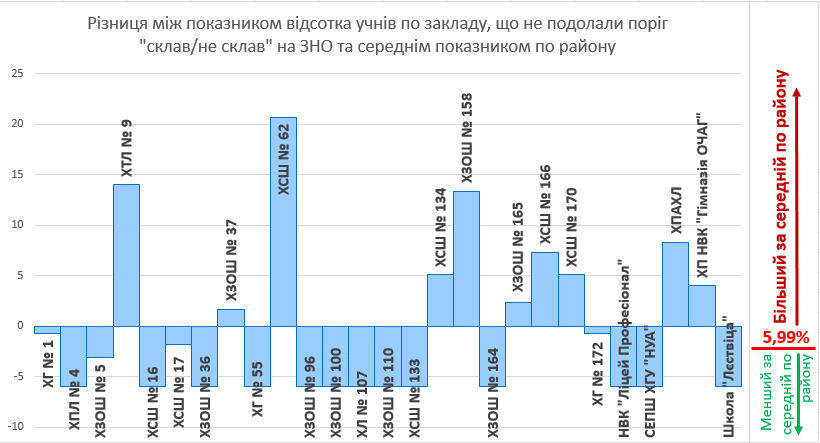 Різниця між показником відсотка учнів по закладу, що не подолали поріг
"склав/не склав" на ЗНО та середнім показником по району
25
20
15
10
5
0
-5
-10
ХГ № 1
ХПЛ № 4
ХЗОШ № 5
ХТЛ № 9
ХСШ № 16
ХСШ № 17
ХЗОШ № 36
ХЗОШ № 37
ХГ № 55
ХСШ № 62
ХЗОШ № 96
ХЗОШ № 100
ХЛ № 107
ХЗОШ № 110
ХСШ № 133
ХСШ № 134
ХЗОШ № 158
ХЗОШ № 164
ХЗОШ № 165
ХСШ № 166
ХСШ № 170
ХГ № 172
НВК "Ліцей Професіонал"
СЕПШ ХГУ "НУА"
ХПАХЛ
ХП НВК "Гімназія ОЧАГ"
Школа "Лєствіца"
Більший за середній по району
5,99%
Менший за
середній по
району